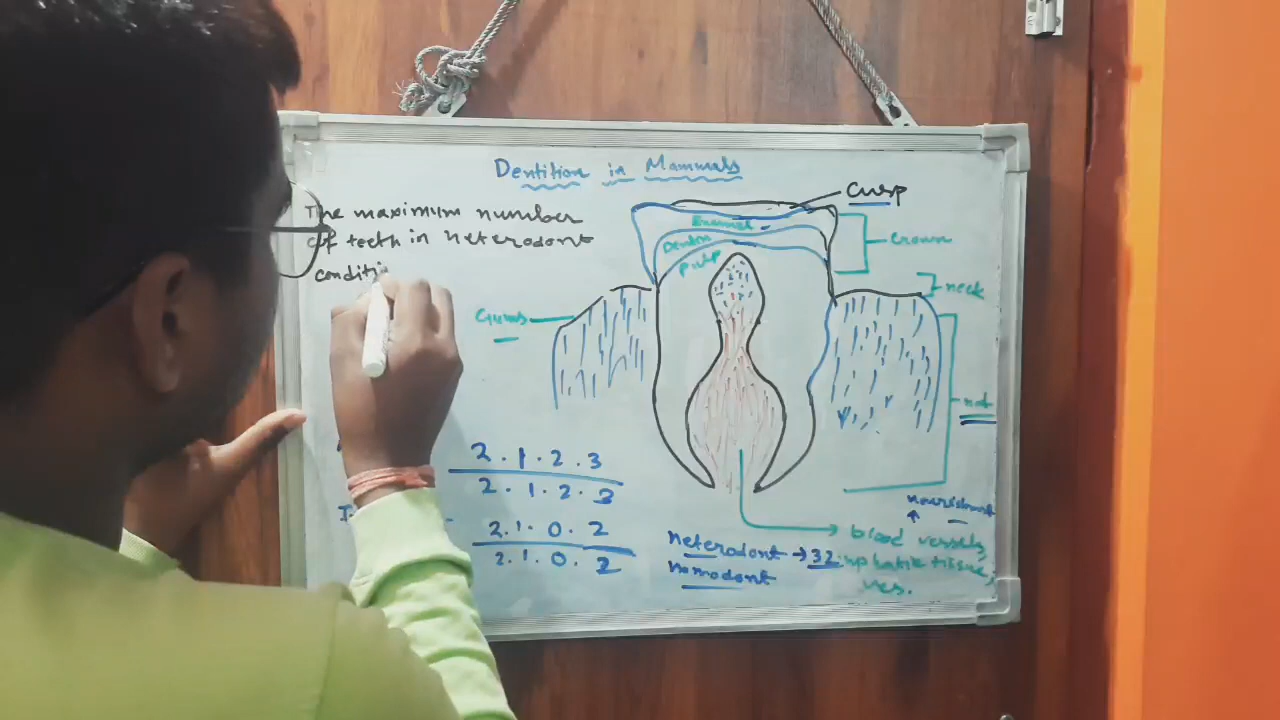 Dentition in Mammals
The maximum number
of teeth in heterodont
conditi
Cusp
Enamel
Dentin
Pulp
Crown
neck
Gums
2.1.2.3
2.1.2.3
2.1.0.2
2.1.0.2
heterodont → 32
homodont
blood vessels,
tissue,